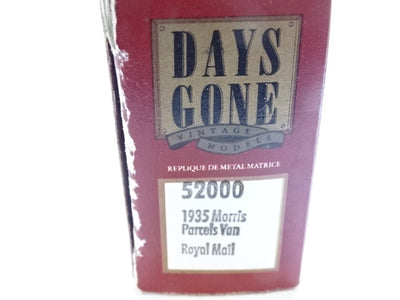 DAYS
GONE
VINTAGE
MODELS
REPLIQUE DE METAL MATRICE
52000
1935 Morris
Parcels Van
Royal Mail